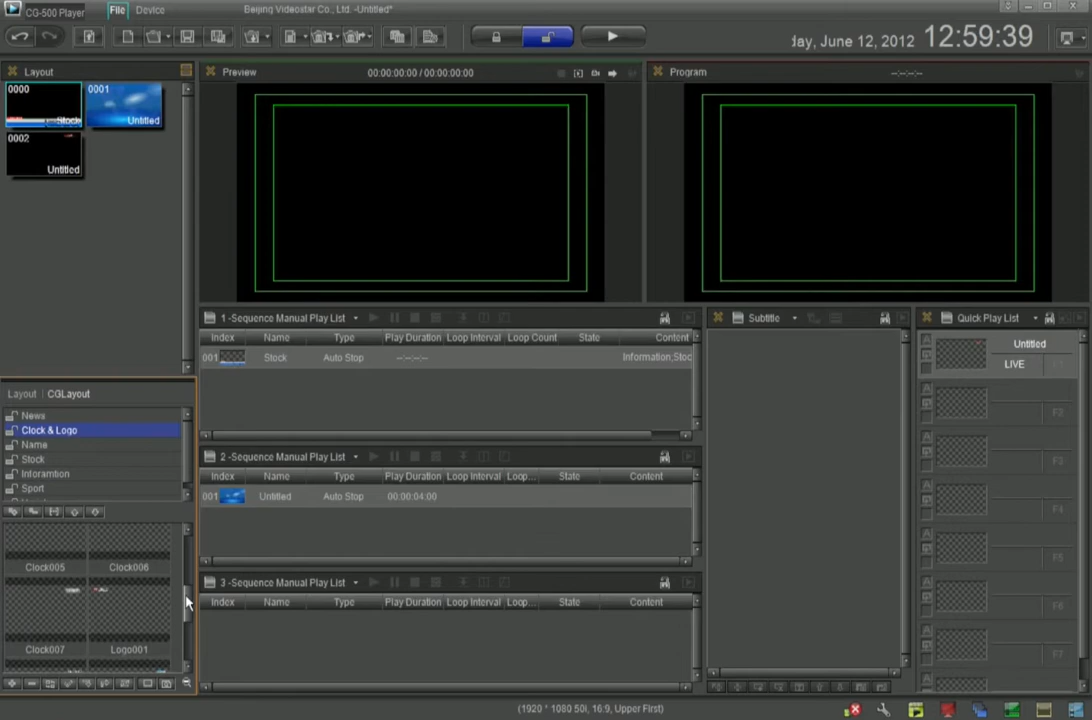 CG-500 Player File Device Beijing Videostar Co., Ltd. -Untitled*
day, June 12, 2012 12:59:39
Layout
0000 Stock
0001 Untitled
0002 Untitled
Preview 00:00:00:00 / 00:00:00:00
Program --:--:--:--
1 -Sequence Manual Play List
Index Name Type Play Duration Loop Interval Loop Count State Content
001 Stock Auto Stop --:--:--:-- Information,Stoc
2 -Sequence Manual Play List
Index Name Type Play Duration Loop Interval Loop... State Content
001 Untitled Auto Stop 00:00:04:00
3 -Sequence Manual Play List
Index Name Type Play Duration Loop Interval Loop... State Content
Subtitle
Quick Play List
Untitled
LIVE F1
F2
F3
F4
F5
F6
F7
Layout CGLayout
News
Clock & Logo
Name
Stock
Inforamtion
Sport
Clock005 Clock006
Clock007 Logo001
(1920 * 1080 50i, 16:9, Upper First)